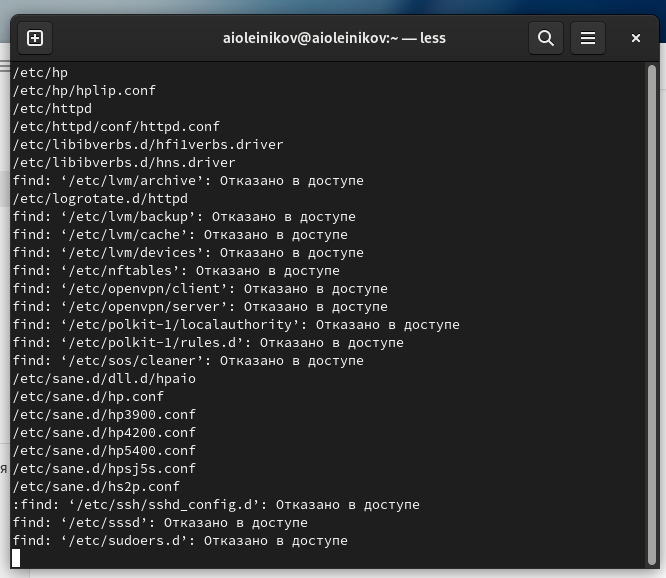 aioleinikov@aioleinikov:~ — less
/etc/hp
/etc/hp/hplip.conf
/etc/httpd
/etc/httpd/conf/httpd.conf
/etc/libibverbs.d/hfi1verbs.driver
/etc/libibverbs.d/hns.driver
find: ‘/etc/lvm/archive’: Отказано в доступе
/etc/logrotate.d/httpd
find: ‘/etc/lvm/backup’: Отказано в доступе
find: ‘/etc/lvm/cache’: Отказано в доступе
find: ‘/etc/lvm/devices’: Отказано в доступе
find: ‘/etc/nftables’: Отказано в доступе
find: ‘/etc/openvpn/client’: Отказано в доступе
find: ‘/etc/openvpn/server’: Отказано в доступе
find: ‘/etc/polkit-1/localauthority’: Отказано в доступе
find: ‘/etc/polkit-1/rules.d’: Отказано в доступе
find: ‘/etc/sos/cleaner’: Отказано в доступе
/etc/sane.d/dll.d/hpaio
/etc/sane.d/hp.conf
/etc/sane.d/hp3900.conf
/etc/sane.d/hp4200.conf
/etc/sane.d/hp5400.conf
/etc/sane.d/hpsj5s.conf
я
/etc/sane.d/hs2p.conf
:find: ‘/etc/ssh/sshd_config.d’: Отказано в доступе
find: ‘/etc/sssd’: Отказано в доступе
find: ‘/etc/sudoers.d’: Отказано в доступе